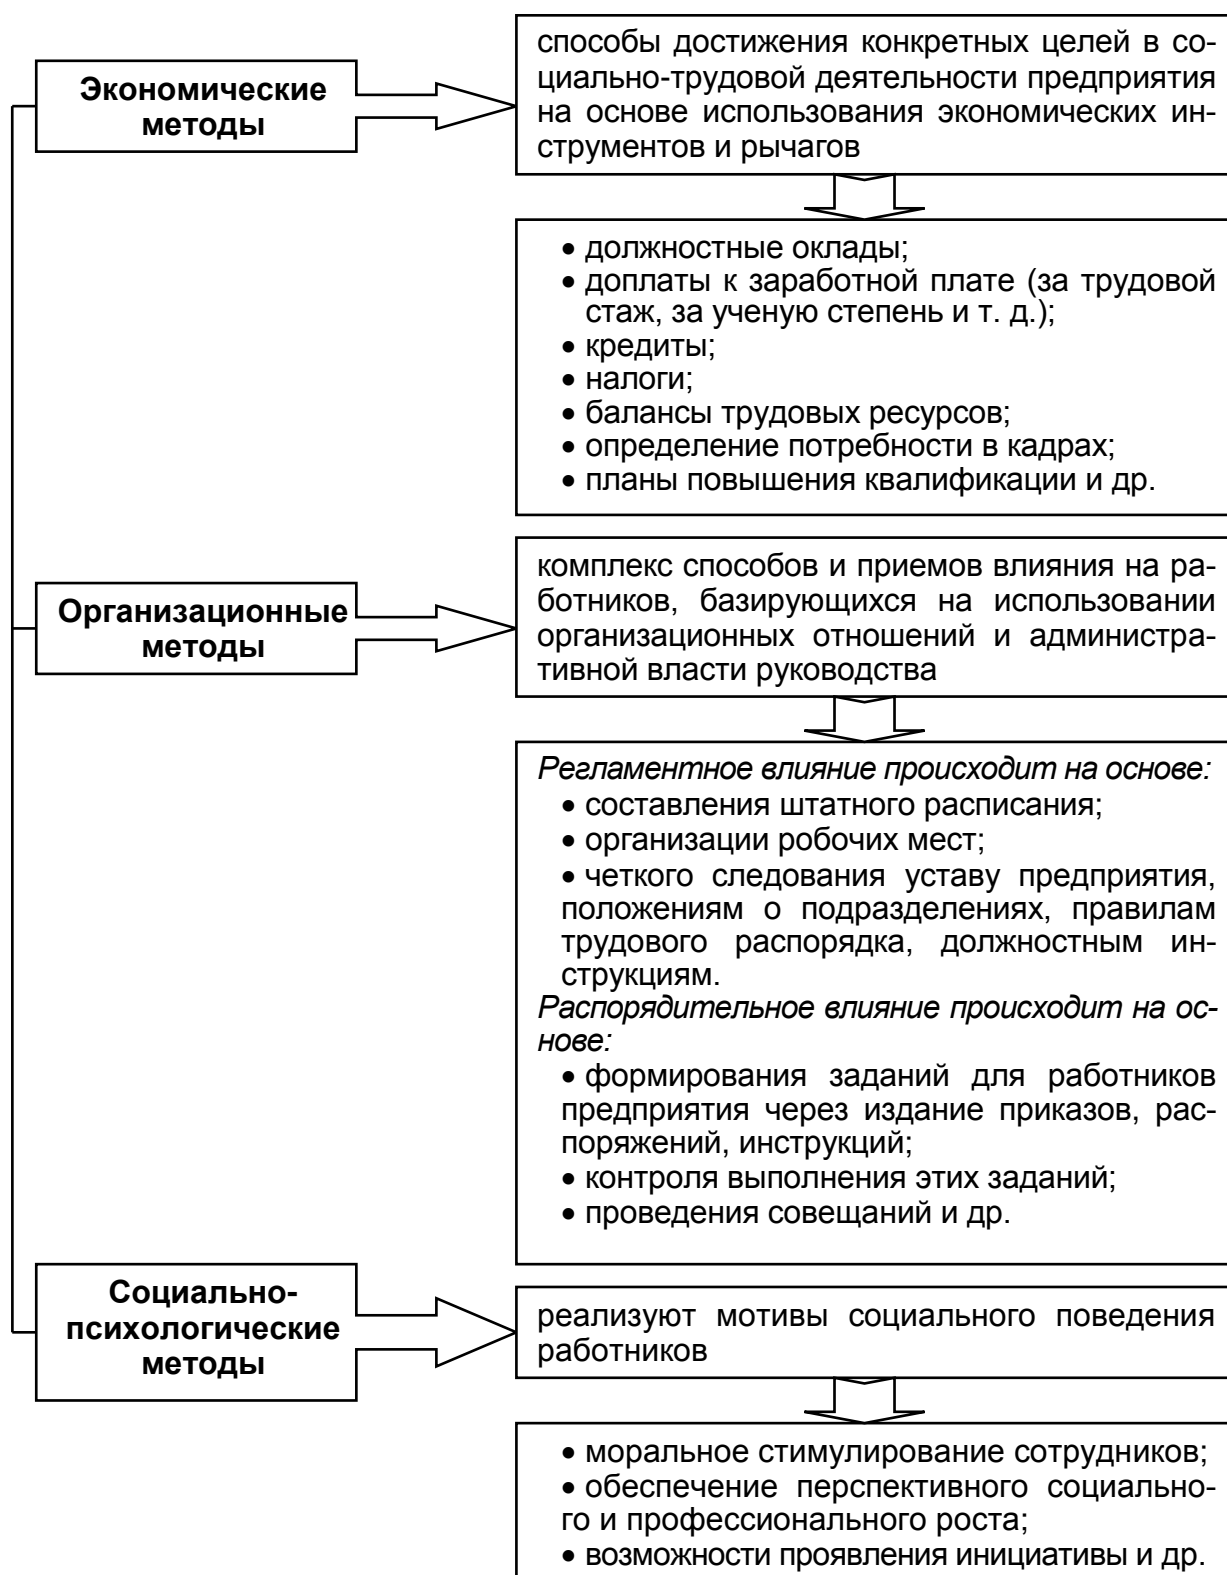 Экономические
методы
способы достижения конкретных целей в со-
циально-трудовой деятельности предприятия
на основе использования экономических ин-
струментов и рычагов
• должностные оклады;
• доплаты к заработной плате (за трудовой
стаж, за ученую степень и т. д.);
• кредиты;
• налоги;
• балансы трудовых ресурсов;
• определение потребности в кадрах;
• планы повышения квалификации и др.
Организационные
методы
комплекс способов и приемов влияния на ра-
ботников, базирующихся на использовании
организационных отношений и администра-
тивной власти руководства
Регламентное влияние происходит на основе:
• составления штатного расписания;
• организации робочих мест;
• четкого следования уставу предприятия,
положениям о подразделениях, правилам
трудового распорядка, должностным ин-
струкциям.
Распорядительное влияние происходит на ос-
нове:
• формирования заданий для работников
предприятия через издание приказов, рас-
поряжений, инструкций;
• контроля выполнения этих заданий;
• проведения совещаний и др.
Социально-
психологические
методы
реализуют мотивы социального поведения
работников
• моральное стимулирование сотрудников;
• обеспечение перспективного социально-
го и профессионального роста;
• возможности проявления инициативы и др.